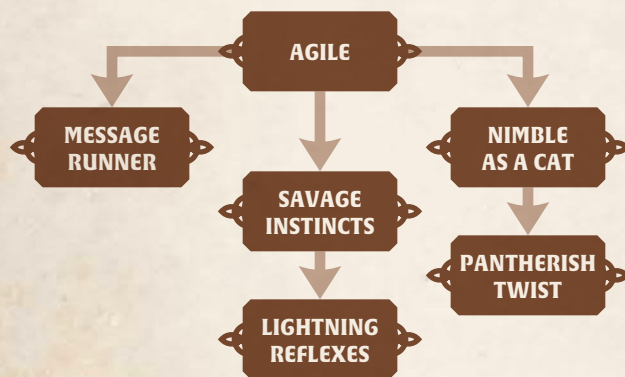 AGILE
MESSAGE
RUNNER
NIMBLE
AS A CAT
SAVAGE
INSTINCTS
PANTHERISH
TWIST
LIGHTNING
REFLEXES